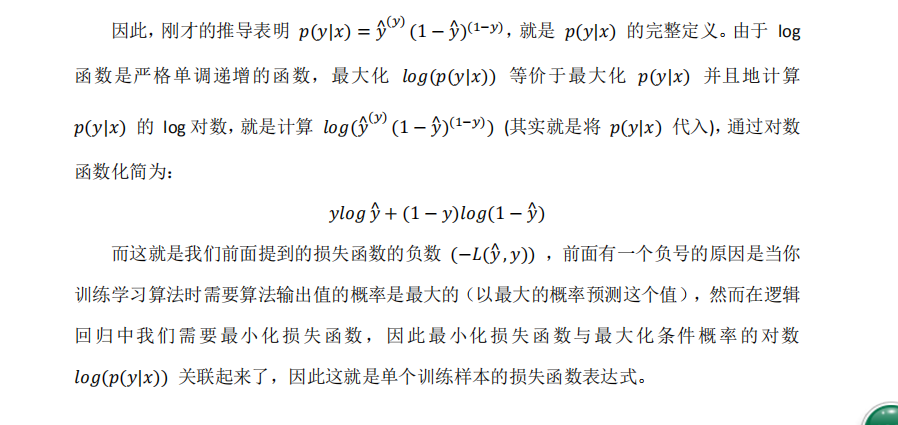 因此，刚才的推导表明 p(y|x) = ŷ^(y) (1 − ŷ)^(1−y)，就是 p(y|x) 的完整定义。由于 log
函数是严格单调递增的函数，最大化 log(p(y|x)) 等价于最大化 p(y|x) 并且地计算
p(y|x) 的 log 对数，就是计算 log(ŷ^(y) (1 − ŷ)^(1−y)) (其实就是将 p(y|x) 代入)，通过对数
函数化简为：
ylog ŷ + (1 − y)log(1 − ŷ)
而这就是我们前面提到的损失函数的负数 (−L(ŷ, y)) ，前面有一个负号的原因是当你
训练学习算法时需要算法输出值的概率是最大的（以最大的概率预测这个值），然而在逻辑
回归中我们需要最小化损失函数，因此最小化损失函数与最大化条件概率的对数
log(p(y|x)) 关联起来了，因此这就是单个训练样本的损失函数表达式。